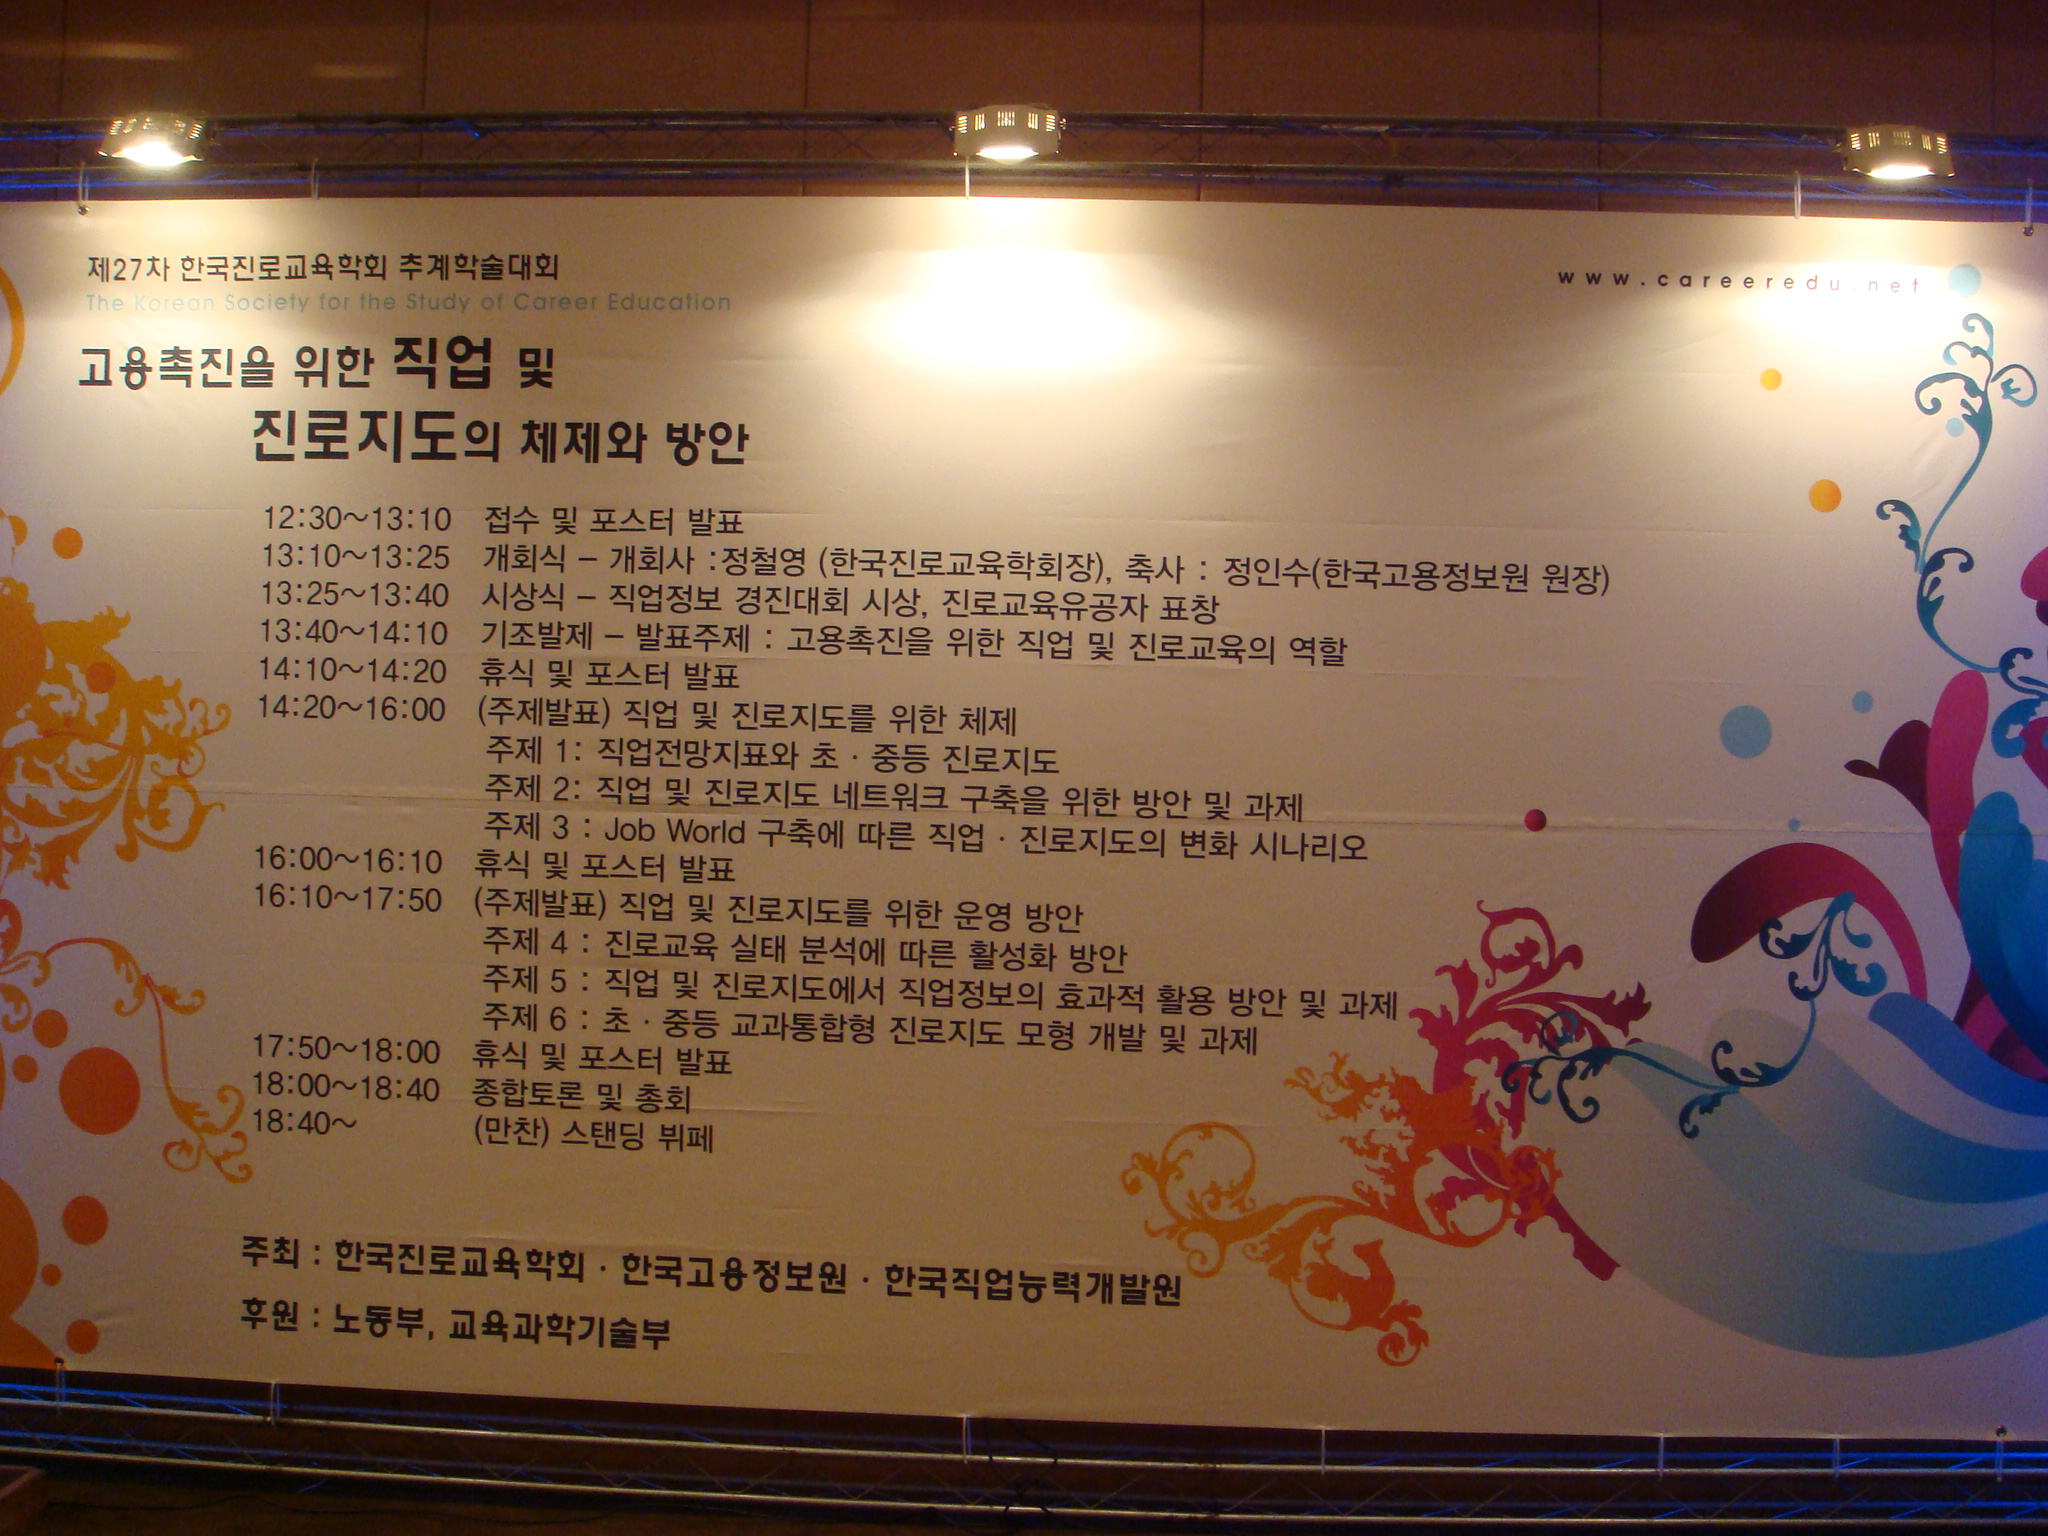 제27차 한국진로교육학회 추계학술대회
The Korean Society for the Study of Career Education
www.careeredu.net
고용촉진을 위한 직업 및
진로지도의 체제와 방안
12:30~13:10 접수 및 포스터 발표
13:10~13:25 개회식 - 개회사 :정철영 (한국진로교육학회장), 축사 : 정인수(한국고용정보원 원장)
13:25~13:40 시상식 - 직업정보 경진대회 시상, 진로교육유공자 표창
13:40~14:10 기조발제 - 발표주제 : 고용촉진을 위한 직업 및 진로교육의 역할
14:10~14:20 휴식 및 포스터 발표
14:20~16:00 (주제발표) 직업 및 진로지도를 위한 체제
주제 1: 직업전망지표와 초 · 중등 진로지도
주제 2: 직업 및 진로지도 네트워크 구축을 위한 방안 및 과제
주제 3 : Job World 구축에 따른 직업 · 진로지도의 변화 시나리오
16:00~16:10 휴식 및 포스터 발표
16:10~17:50 (주제발표) 직업 및 진로지도를 위한 운영 방안
주제 4 : 진로교육 실태 분석에 따른 활성화 방안
주제 5 : 직업 및 진로지도에서 직업정보의 효과적 활용 방안 및 과제
주제 6 : 초 · 중등 교과통합형 진로지도 모형 개발 및 과제
17:50~18:00 휴식 및 포스터 발표
18:00~18:40 종합토론 및 총회
18:40~ (만찬) 스탠딩 뷔페
주최 : 한국진로교육학회 · 한국고용정보원 · 한국직업능력개발원
후원 : 노동부, 교육과학기술부